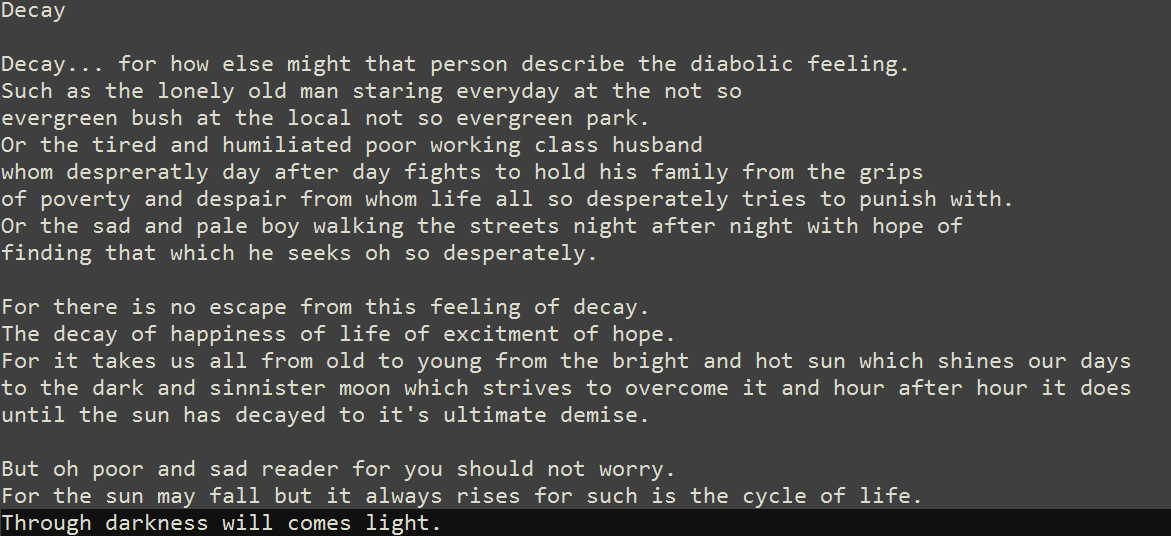 Decay
Decay... for how else might that person describe the diabolic feeling.
Such as the lonely old man staring everyday at the not so
evergreen bush at the local not so evergreen park.
Or the tired and humiliated poor working class husband
whom despreratly day after day fights to hold his family from the grips
of poverty and despair from whom life all so desperately tries to punish with.
Or the sad and pale boy walking the streets night after night with hope of
finding that which he seeks oh so desperately.
For there is no escape from this feeling of decay.
The decay of happiness of life of excitment of hope.
For it takes us all from old to young from the bright and hot sun which shines our days
to the dark and sinnister moon which strives to overcome it and hour after hour it does
until the sun has decayed to it's ultimate demise.
But oh poor and sad reader for you should not worry.
For the sun may fall but it always rises for such is the cycle of life.
Through darkness will comes light.